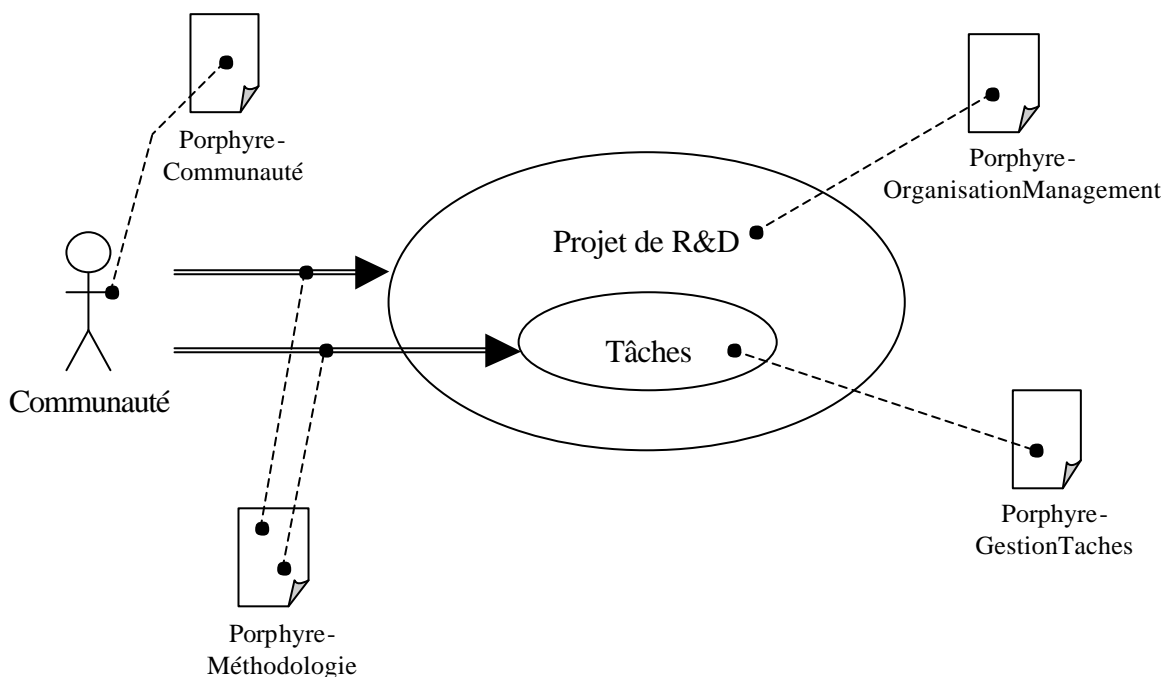 Porphyre-
Communauté
Porphyre-
OrganisationManagement
Projet de R&D
Tâches
Communauté
Porphyre-
GestionTaches
Porphyre-
Méthodologie